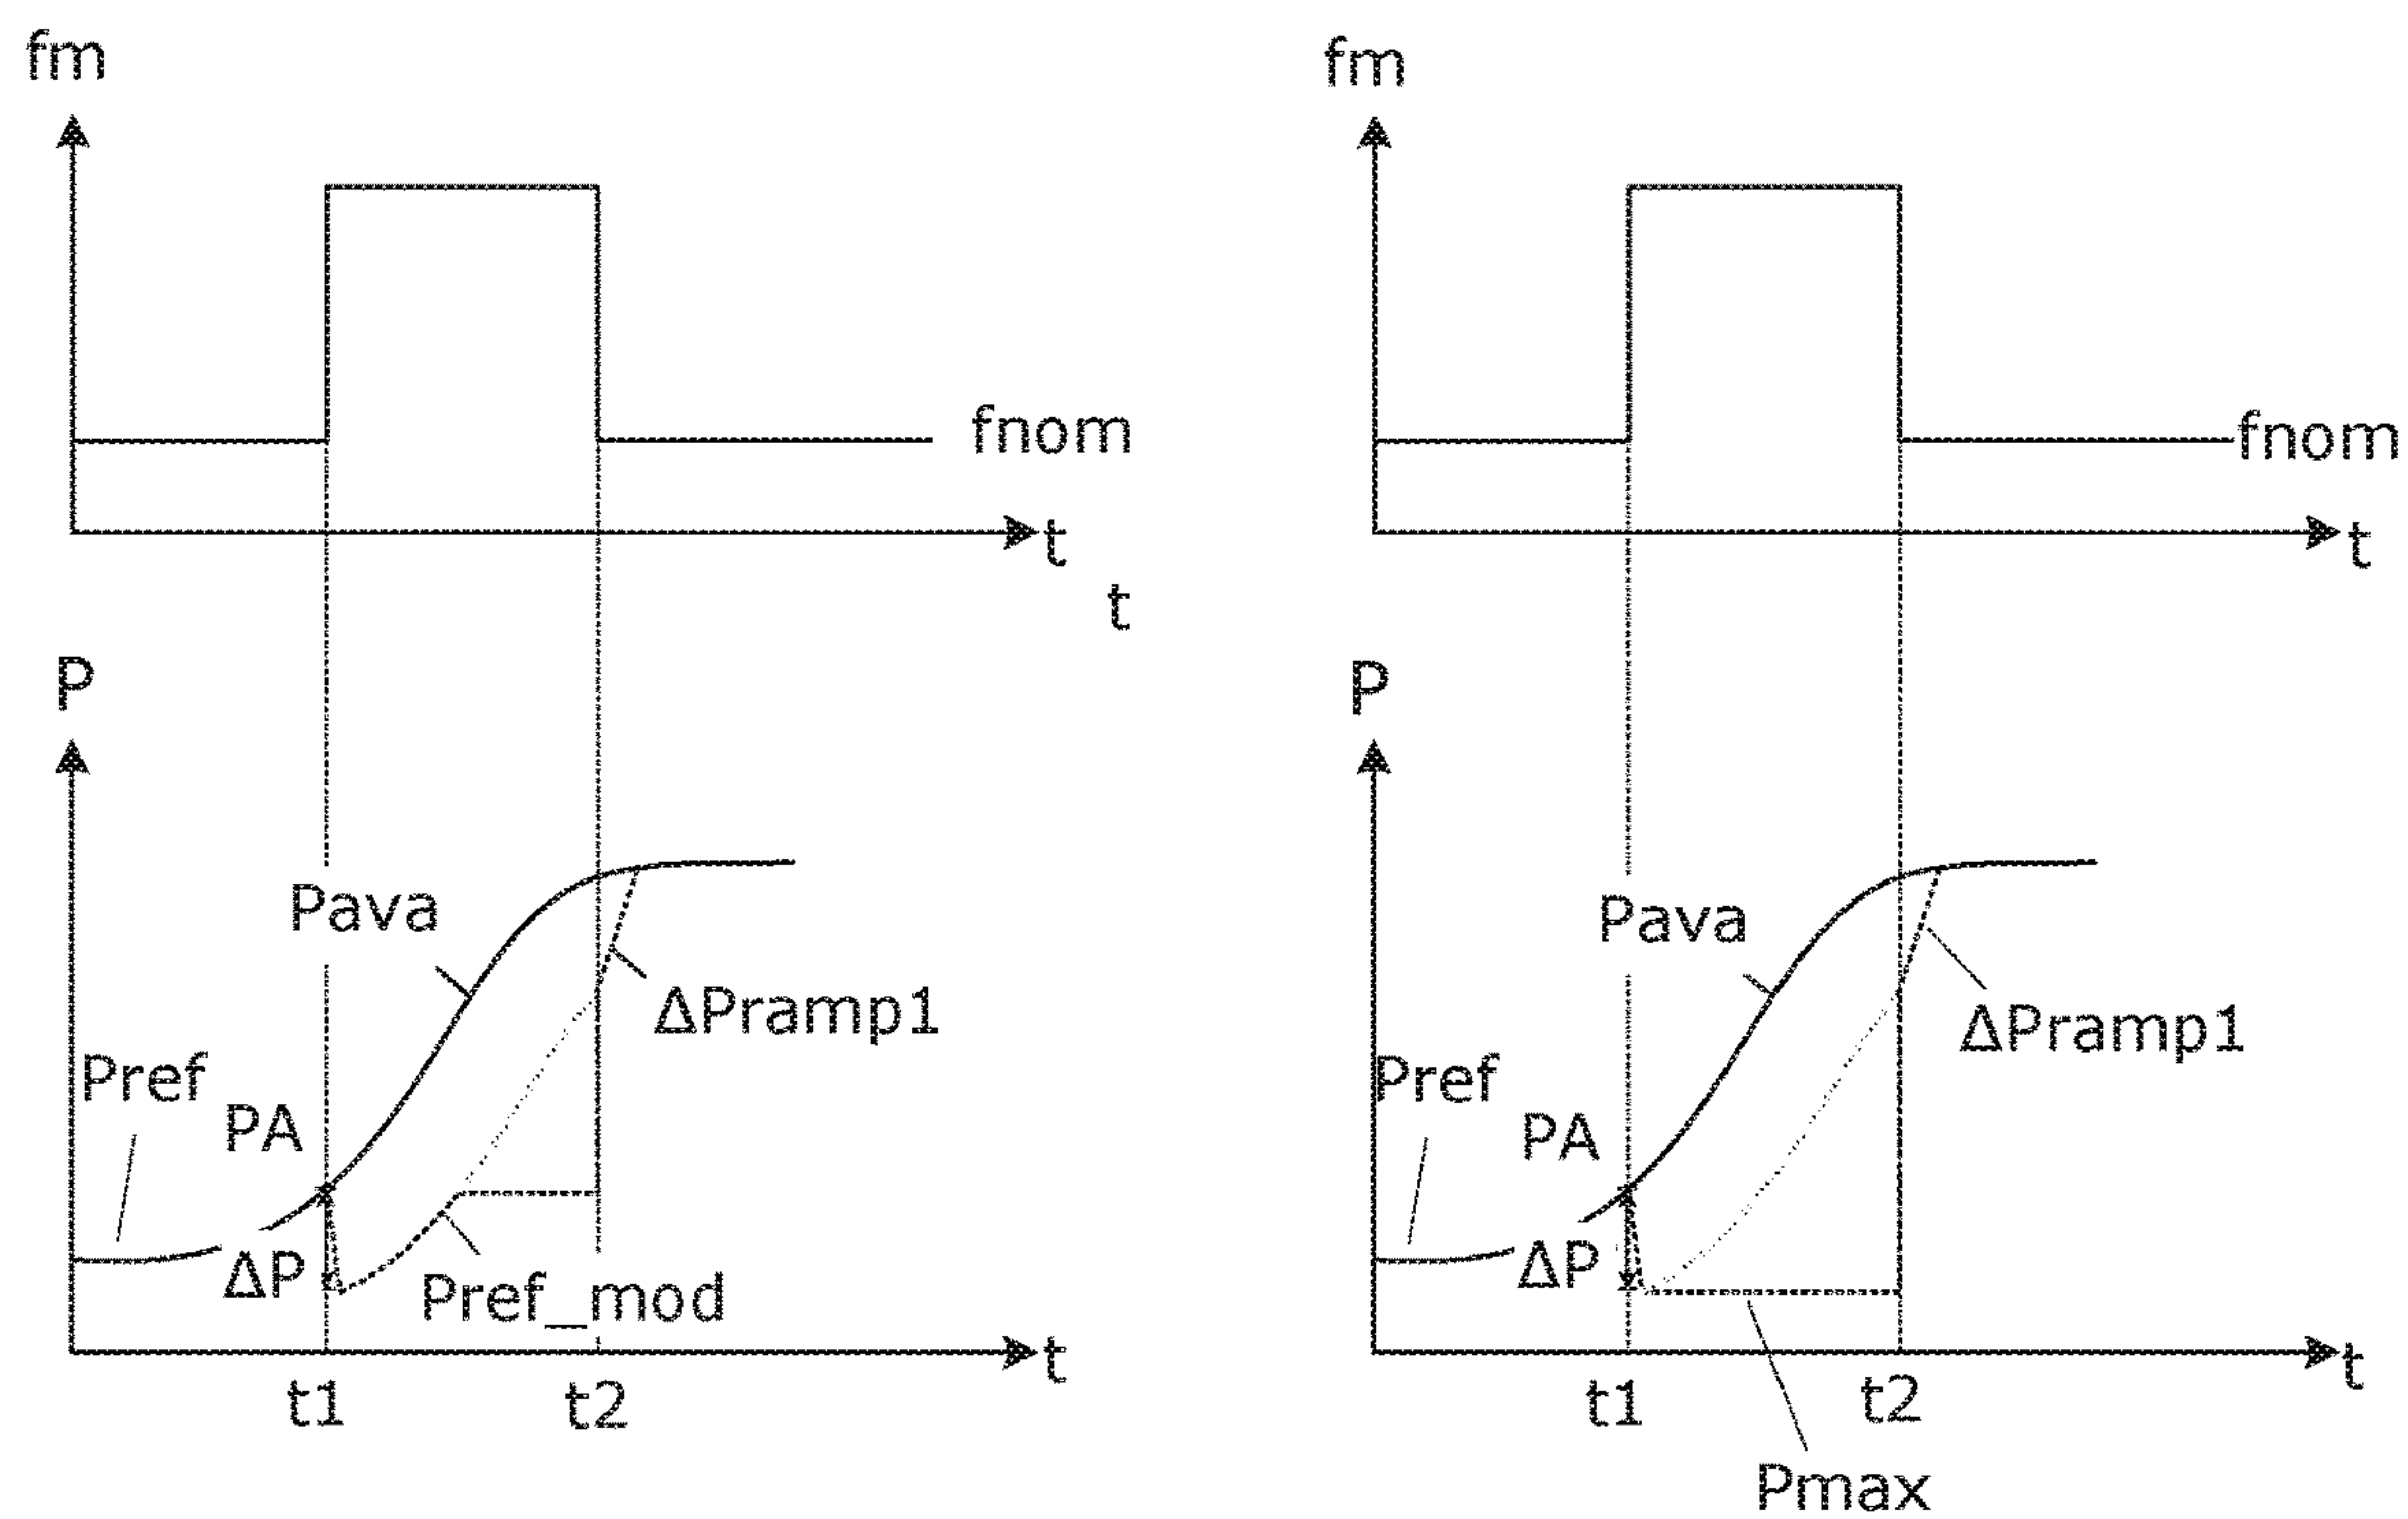 fm
fnom
t
t
P
Pava
ΔPramp1
Pref
PA
ΔP
Pref_mod
t
t1
t2
fm
fnom
t
P
Pava
ΔPramp1
Pref
PA
ΔP
t
t1
t2
Pmax